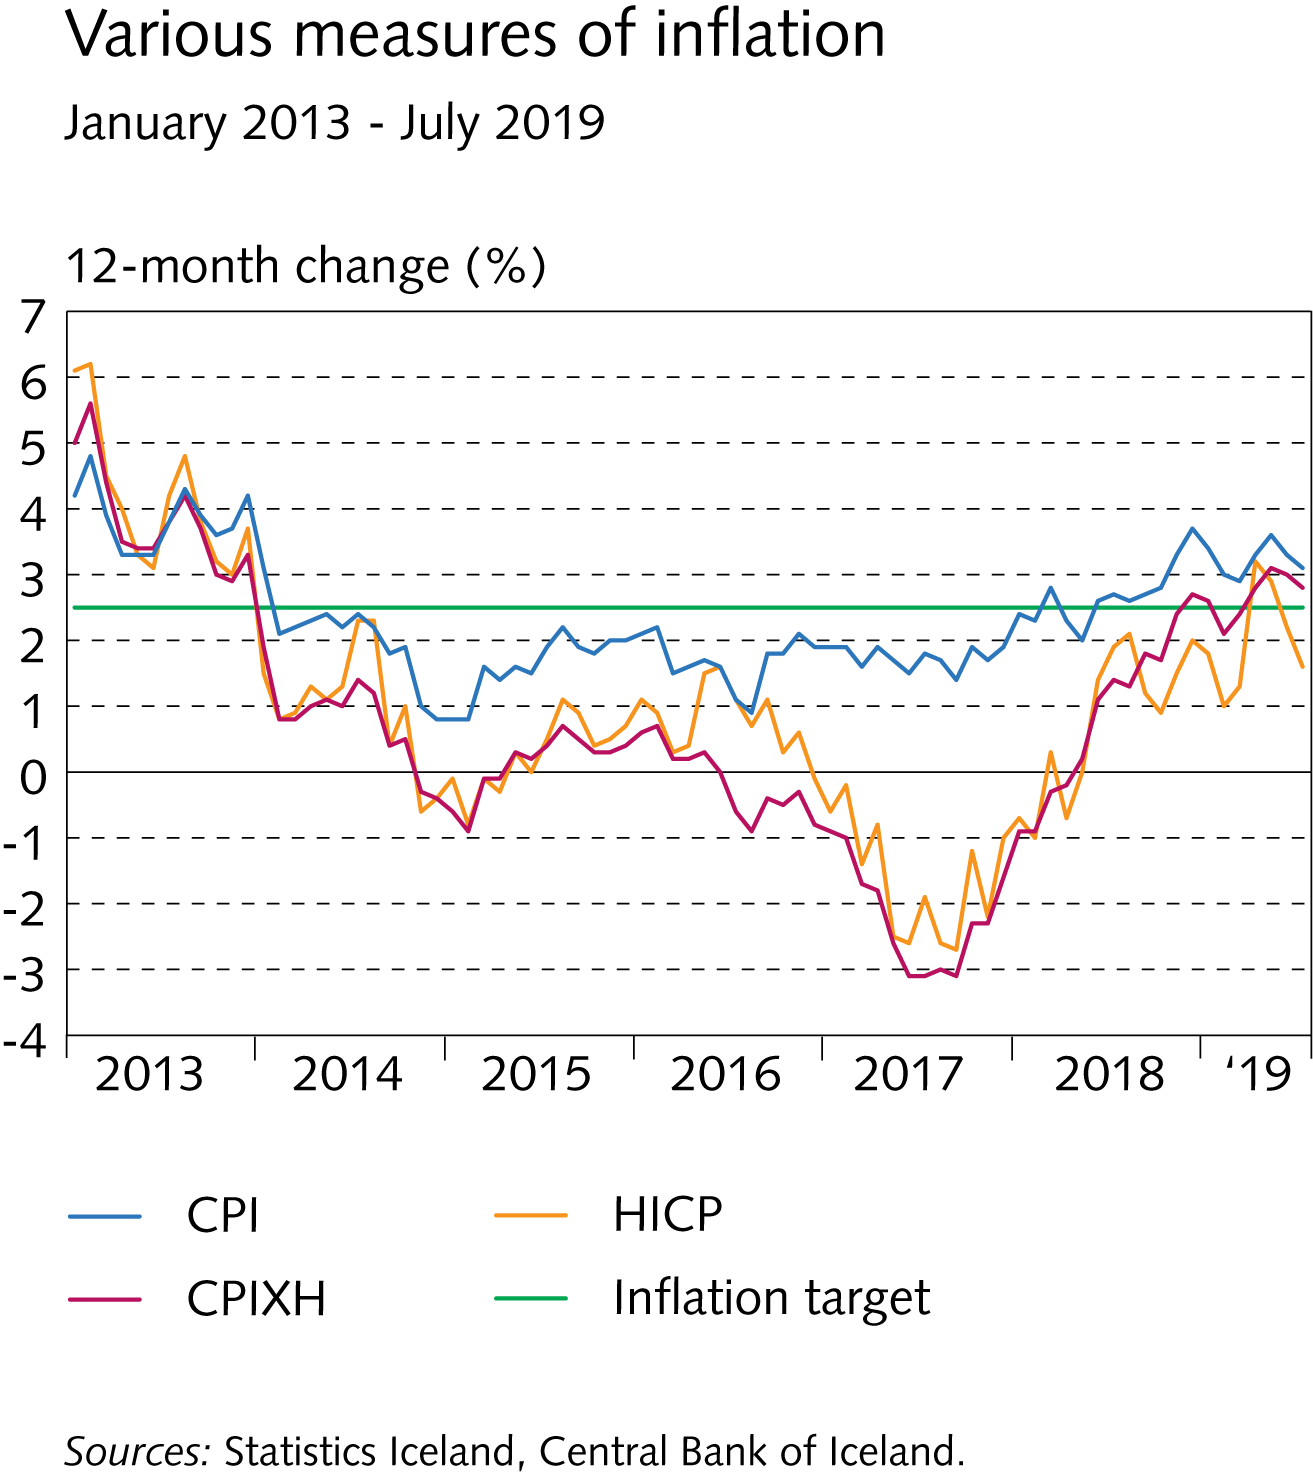 Various measures of inflation
January 2013 - July 2019
12-month change (%)
7
6
5
4
3
2
1
0
-1
-2
-3
-4
2013 2014 2015 2016 2017 2018 ‘19
CPI HICP
CPIXH Inflation target
Sources: Statistics Iceland, Central Bank of Iceland.